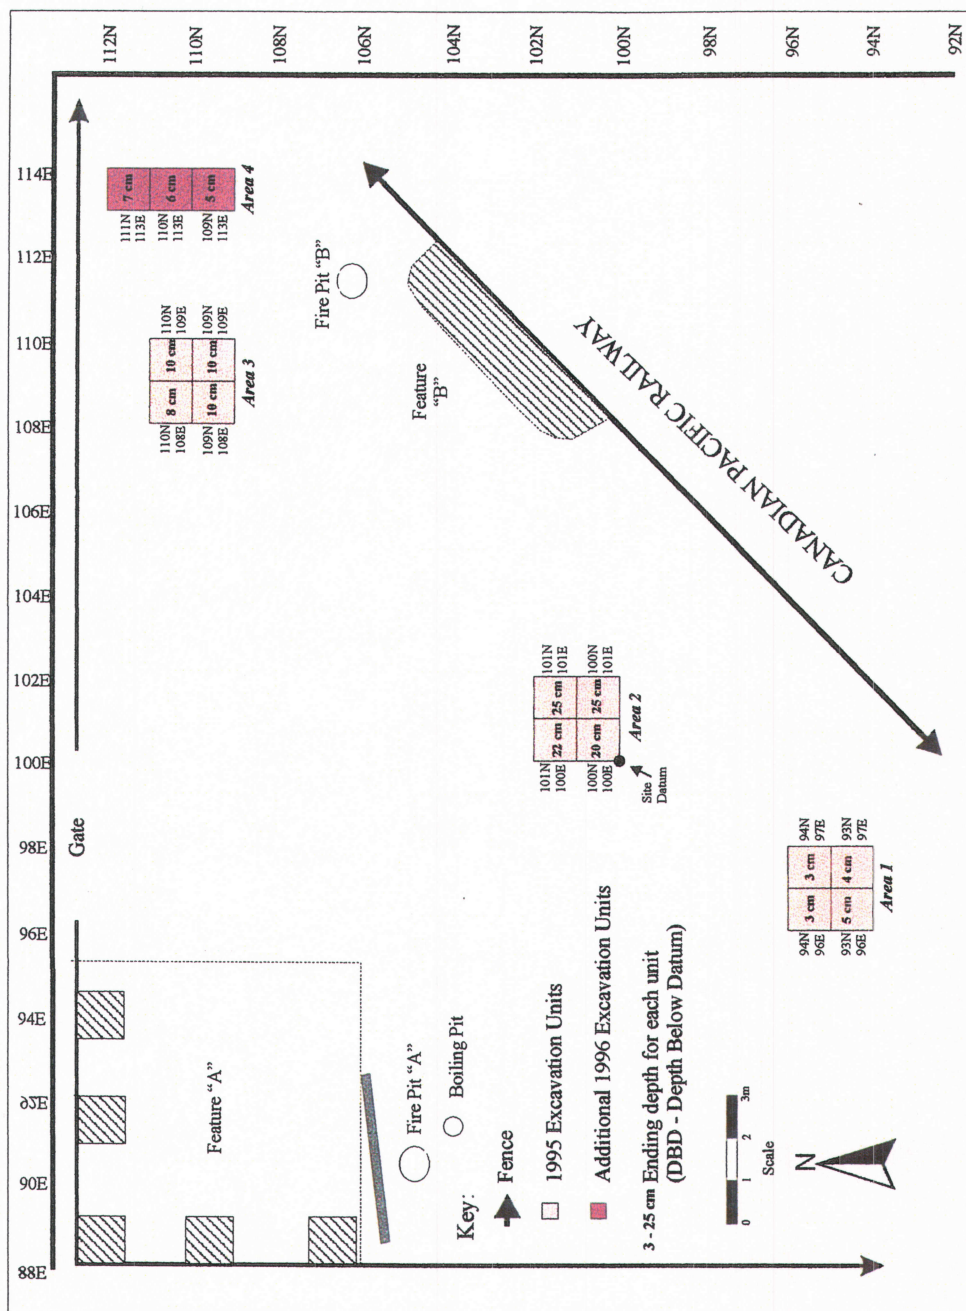 112N
110N
108N
106N
104N
102N
100N
98N
96N
94N
92N
88E
90E
94E
96E
98E
100E
102E
104E
106E
108E
110E
112E
114E
Gate
Feature "A"
Fire Pit "A"
Boiling Pit
110N
108E
109N
108E
8 cm
10 cm
10 cm
10 cm
110N
109E
109N
109E
Area 3
111N
113E
110N
113E
109N
113E
7 cm
6 cm
5 cm
Area 4
Fire Pit "B"
Feature
"B"
CANADIAN PACIFIC RAILWAY
101N
100E
100N
100E
22 cm
25 cm
20 cm
25 cm
101N
101E
100N
101E
Area 2
Site
Datum
94N
96E
93N
96E
3 cm
3 cm
5 cm
4 cm
94N
97E
93N
97E
Area 1
Key:
Fence
1995 Excavation Units
Additional 1996 Excavation Units
3 - 25 cm Ending depth for each unit
(DBD - Depth Below Datum)
0
1
2
3m
Scale
N